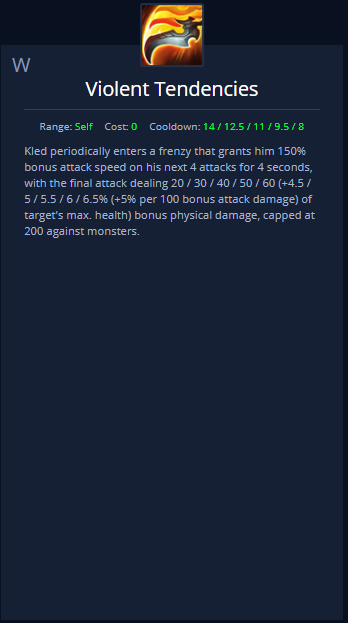 W
Violent Tendencies
Range: Self Cost: 0 Cooldown: 14 / 12.5 / 11 / 9.5 / 8
Kled periodically enters a frenzy that grants him 150%
bonus attack speed on his next 4 attacks for 4 seconds,
with the final attack dealing 20 / 30 / 40 / 50 / 60 (+4.5 /
5 / 5.5 / 6 / 6.5% (+5% per 100 bonus attack damage) of
target's max. health) bonus physical damage, capped at
200 against monsters.